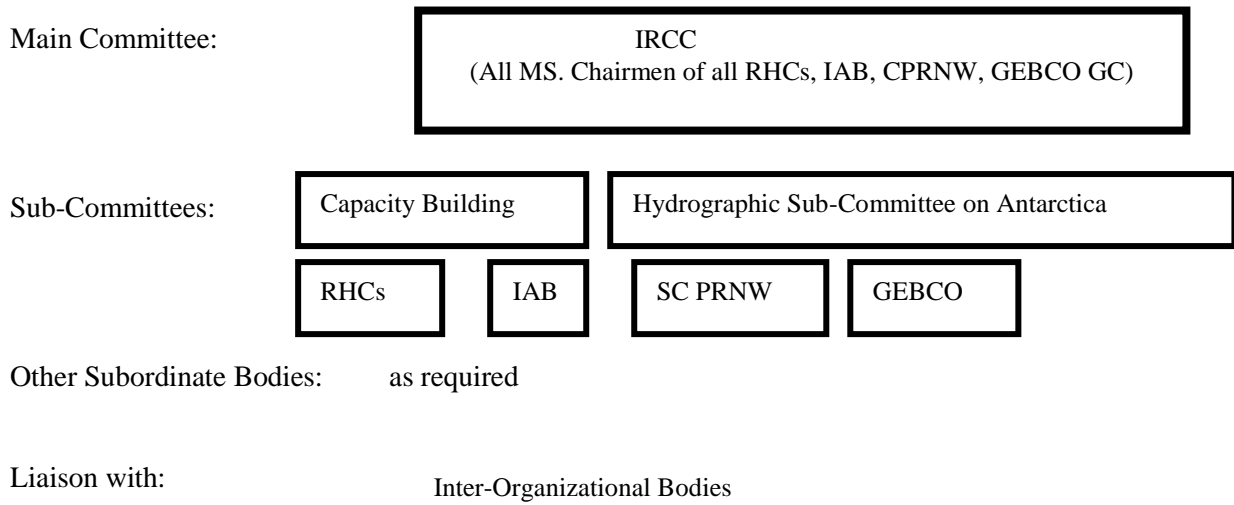 Main Committee:
IRCC
(All MS. Chairmen of all RHCs, IAB, CPRNW, GEBCO GC)
Sub-Committees:
Capacity Building
Hydrographic Sub-Committee on Antarctica
RHCs
IAB
SC PRNW
GEBCO
Other Subordinate Bodies: as required
Liaison with:
Inter-Organizational Bodies